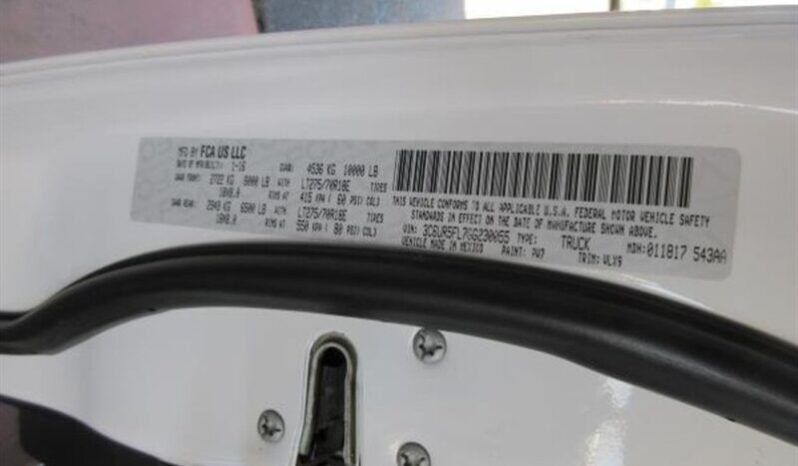 MFD BY FCA US LLC
DATE OF MFR 1-16 GVWR: 4536 KG 10000 LB
GAWR FRONT: 2722 KG 6000 LB WITH LT275/70R18E TIRES
18X8.0 RIMS AT 415 KPA( 60 PSI) COLD
GAWR REAR: 2948 KG 6500 LB WITH LT275/70R18E TIRES
18X8.0 RIMS AT 550 KPA( 80 PSI) COLD
THIS VEHICLE CONFORMS TO ALL APPLICABLE U.S.A. FEDERAL MOTOR VEHICLE SAFETY
STANDARDS IN EFFECT ON THE DATE OF MANUFACTURE SHOWN ABOVE.
VIN: TYPE: TRUCK MDH: 011817 543AA
VEHICLE MADE IN MEXICO PAINT: PW7 TRIM: VLX9